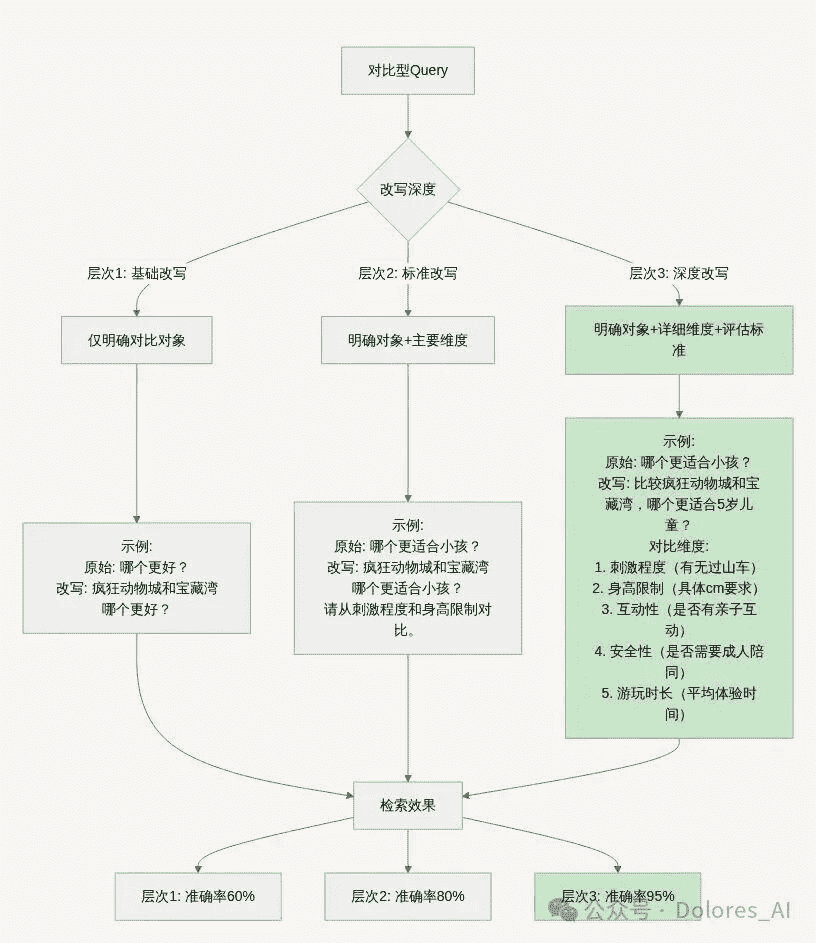 对比型Query
改写深度
层次1: 基础改写
层次2: 标准改写
层次3: 深度改写
仅明确对比对象
明确对象+主要维度
明确对象+详细维度+评估标
准
示例:
原始: 哪个更好？
改写: 疯狂动物城和宝藏湾
哪个更好？
示例:
原始: 哪个更适合小孩？
改写: 疯狂动物城和宝藏湾
哪个更适合小孩？
请从刺激程度和身高限制对
比。
示例:
原始: 哪个更适合小孩？
改写: 比较疯狂动物城和宝
藏湾，哪个更适合5岁儿
童？
对比维度:
1. 刺激程度（有无过山车）
2. 身高限制（具体cm要求）
3. 互动性（是否有亲子互
动）
4. 安全性（是否需要成人陪
同）
5. 游玩时长（平均体验时
间）
检索效果
层次1: 准确率60%
层次2: 准确率80%
层次3: 准确率95%
公众号 · Dolores_AI